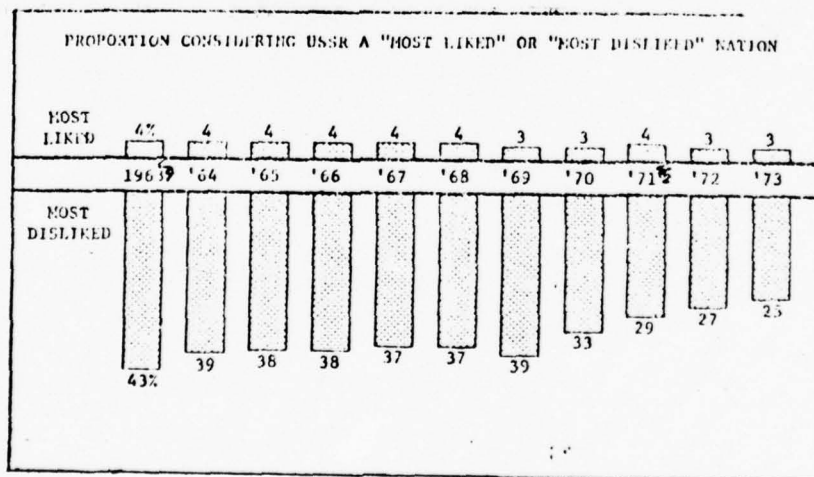 PROPORTION CONSIDERING USSR A "MOST LIKED" OR "MOST DISLIKED" NATION
MOST LIKED
4% 4 4 4 4 4 3 3 4 3 3
1963 '64 '65 '66 '67 '68 '69 '70 '71 '72 '73
MOST DISLIKED
43% 39 38 38 37 37 39 33 29 27 25